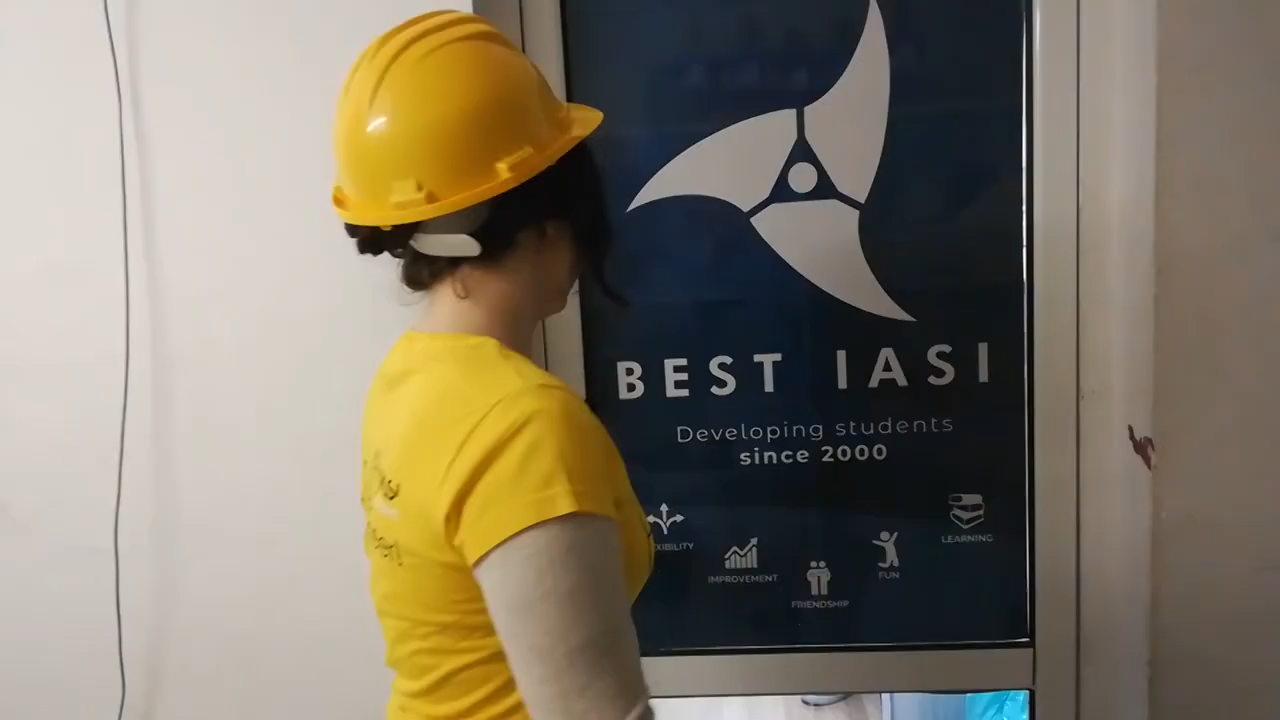 BEST IASI
Developing students
since 2000
LEARNING
IMPROVEMENT
FUN
FRIENDSHIP